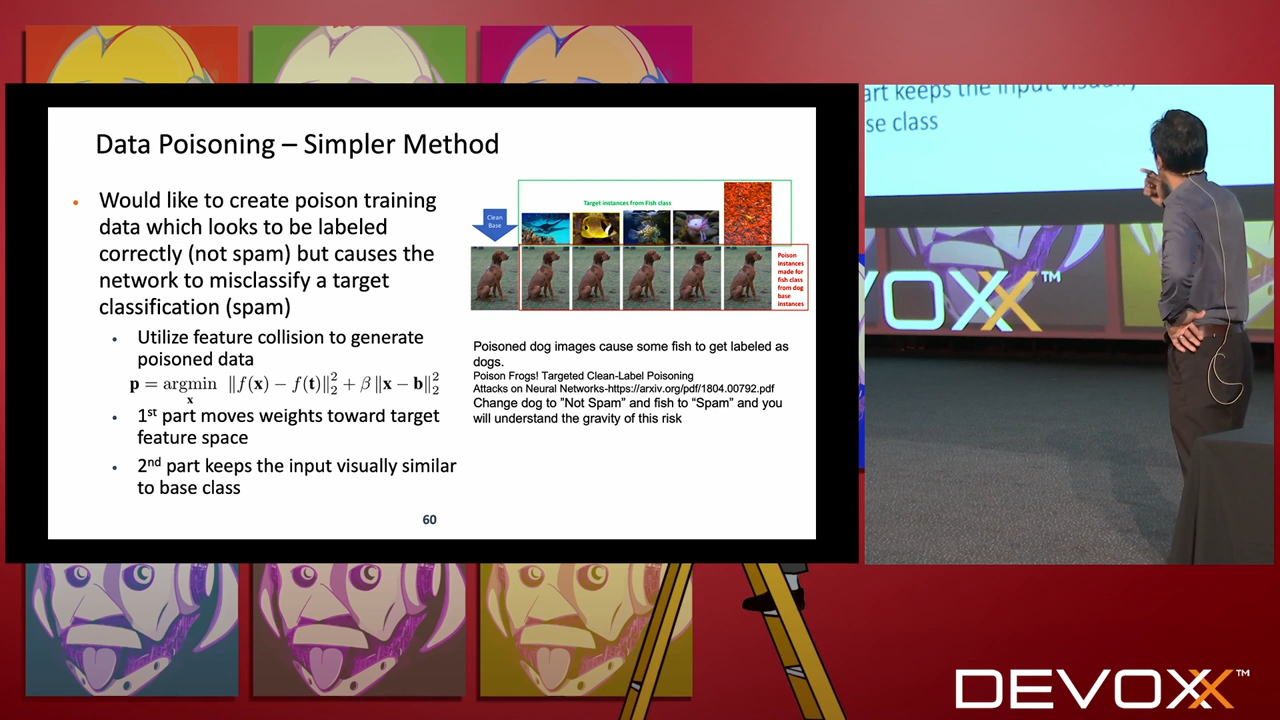 Data Poisoning – Simpler Method
• Would like to create poison training
data which looks to be labeled
correctly (not spam) but causes the
network to misclassify a target
classification (spam)
• Utilize feature collision to generate
poisoned data
p = argmin ‖f(x) − f(t)‖₂² + β ‖x − b‖₂²
x
• 1st part moves weights toward target
feature space
• 2nd part keeps the input visually similar
to base class
Target instances from Fish class
Clean
Base
Poison
instances
made for
fish class
from dog
base
instances
Poisoned dog images cause some fish to get labeled as
dogs.
Poison Frogs! Targeted Clean-Label Poisoning
Attacks on Neural Networks-https://arxiv.org/pdf/1804.00792.pdf
Change dog to ”Not Spam” and fish to “Spam” and you
will understand the gravity of this risk
60
art keeps the input visually
se class
VOXX™
DEVOXX™